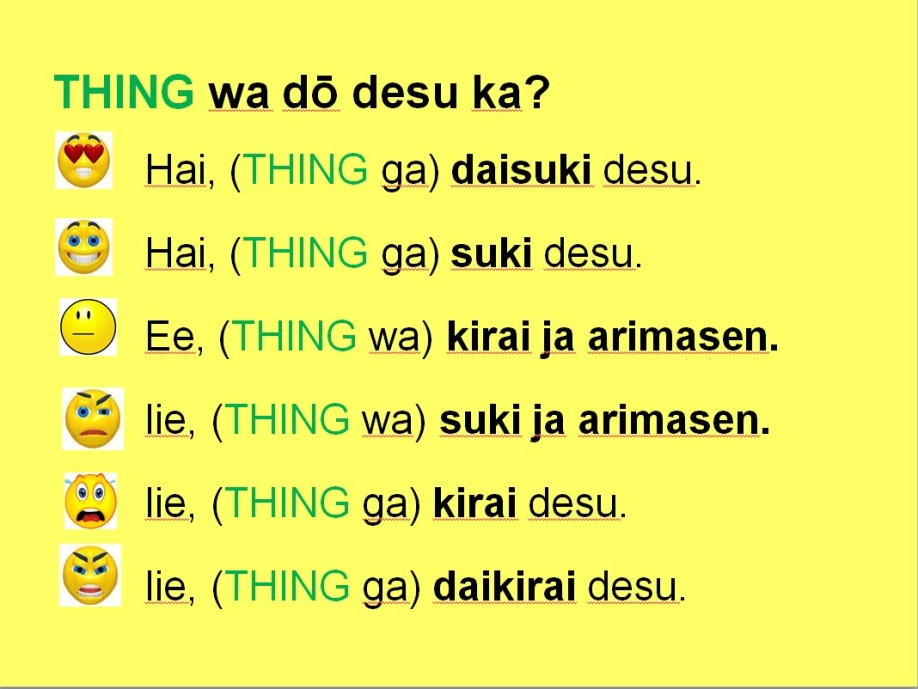 THING wa dō desu ka?
Hai, (THING ga) daisuki desu.
Hai, (THING ga) suki desu.
Ee, (THING wa) kirai ja arimasen.
Iie, (THING wa) suki ja arimasen.
Iie, (THING ga) kirai desu.
Iie, (THING ga) daikirai desu.